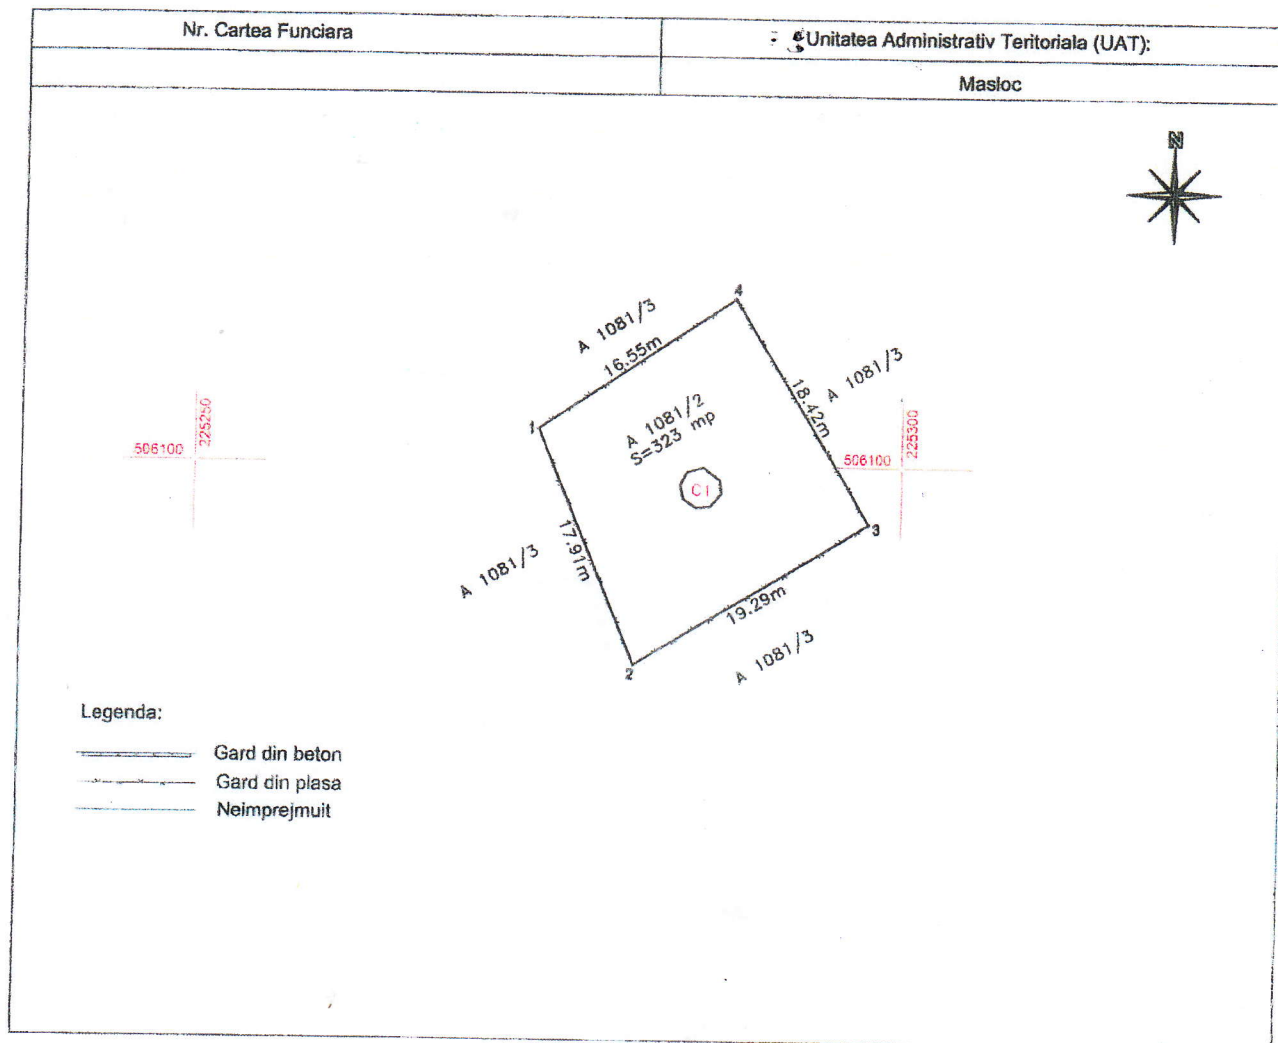 Nr. Cartea Funciara
Unitatea Administrativ Teritoriala (UAT):
Masloc
N
4
A 1081/3
16.55m
A 1081/3
18.42m
1
A 1081/2
S=323 mp
506100
225250
506100
225300
C1
3
17.91m
A 1081/3
19.29m
A 1081/3
2
Legenda:
Gard din beton
Gard din plasa
Neimprejmuit